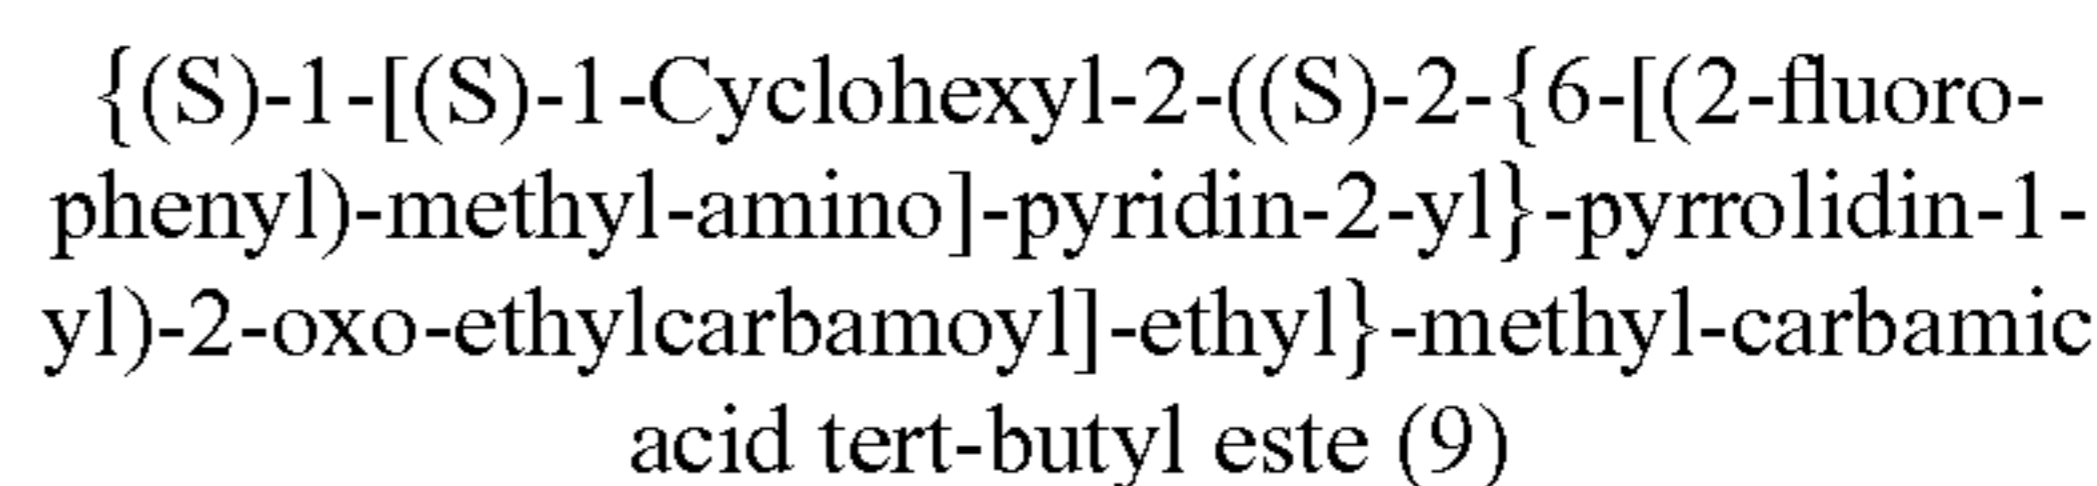 {(S)-1-[(S)-1-Cyclohexyl-2-((S)-2-{6-[(2-fluoro-
phenyl)-methyl-amino]-pyridin-2-yl}-pyrrolidin-1-
yl)-2-oxo-ethylcarbamoyl]-ethyl}-methyl-carbamic
acid tert-butyl este (9)